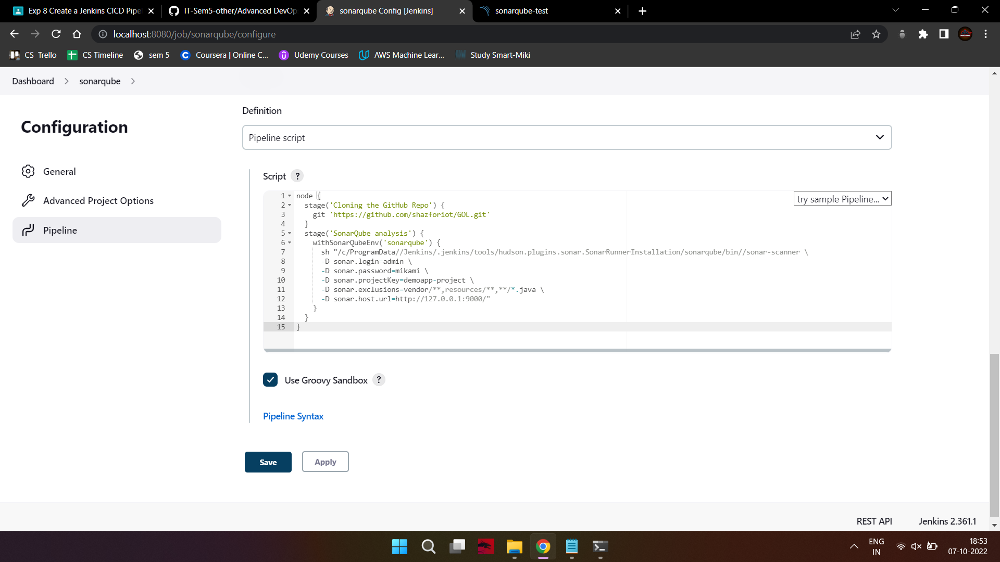 Exp 8 Create a Jenkins CICD Pipel
IT-Sem5-other/Advanced DevOp
sonarqube Config [Jenkins]
sonarqube-test
localhost:8080/job/sonarqube/configure
CS Trello
CS Timeline
sem 5
Coursera | Online C...
Udemy Courses
AWS Machine Lear...
Study Smart-Miki
Dashboard
sonarqube
Configuration
General
Advanced Project Options
Pipeline
Definition
Pipeline script
Script ?
try sample Pipeline...
1 node {
2 stage('Cloning the GitHub Repo') {
3 git 'https://github.com/shazforiot/GOL.git'
4 }
5 stage('SonarQube analysis') {
6 withSonarQubeEnv('sonarqube') {
7 sh "/c/ProgramData//Jenkins/.jenkins/tools/hudson.plugins.sonar.SonarRunnerInstallation/sonarqube/bin//sonar-scanner \
8 -D sonar.login=admin \
9 -D sonar.password=mikami \
10 -D sonar.projectKey=demoapp-project \
11 -D sonar.exclusions=vendor/**,resources/**,**/*.java \
12 -D sonar.host.url=http://127.0.0.1:9000/"
13 }
14 }
15 }
Use Groovy Sandbox ?
Pipeline Syntax
Save
Apply
REST API
Jenkins 2.361.1
ENG
IN
18:53
07-10-2022